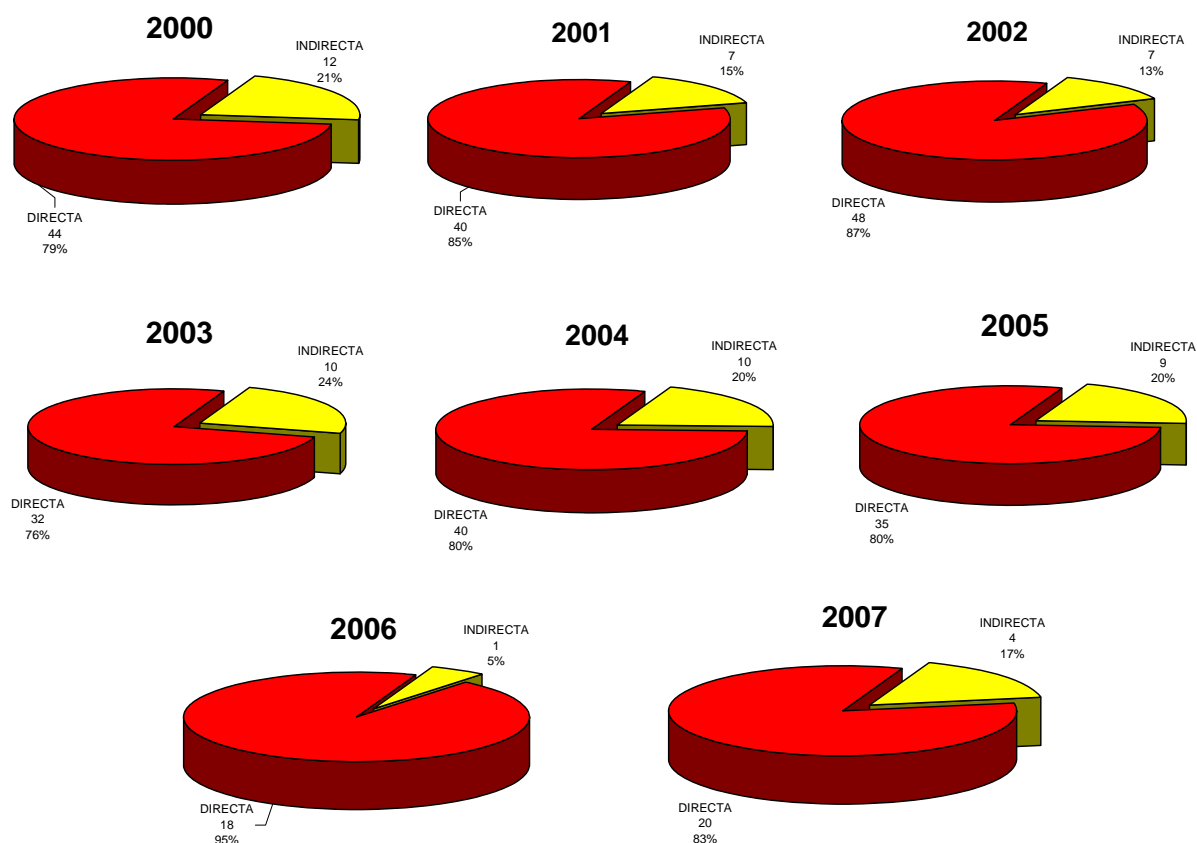 2000
INDIRECTA
12
21%
DIRECTA
44
79%
2001
INDIRECTA
7
15%
DIRECTA
40
85%
2002
INDIRECTA
7
13%
DIRECTA
48
87%
2003
INDIRECTA
10
24%
DIRECTA
32
76%
2004
INDIRECTA
10
20%
DIRECTA
40
80%
2005
INDIRECTA
9
20%
DIRECTA
35
80%
2006
INDIRECTA
1
5%
DIRECTA
18
95%
2007
INDIRECTA
4
17%
DIRECTA
20
83%